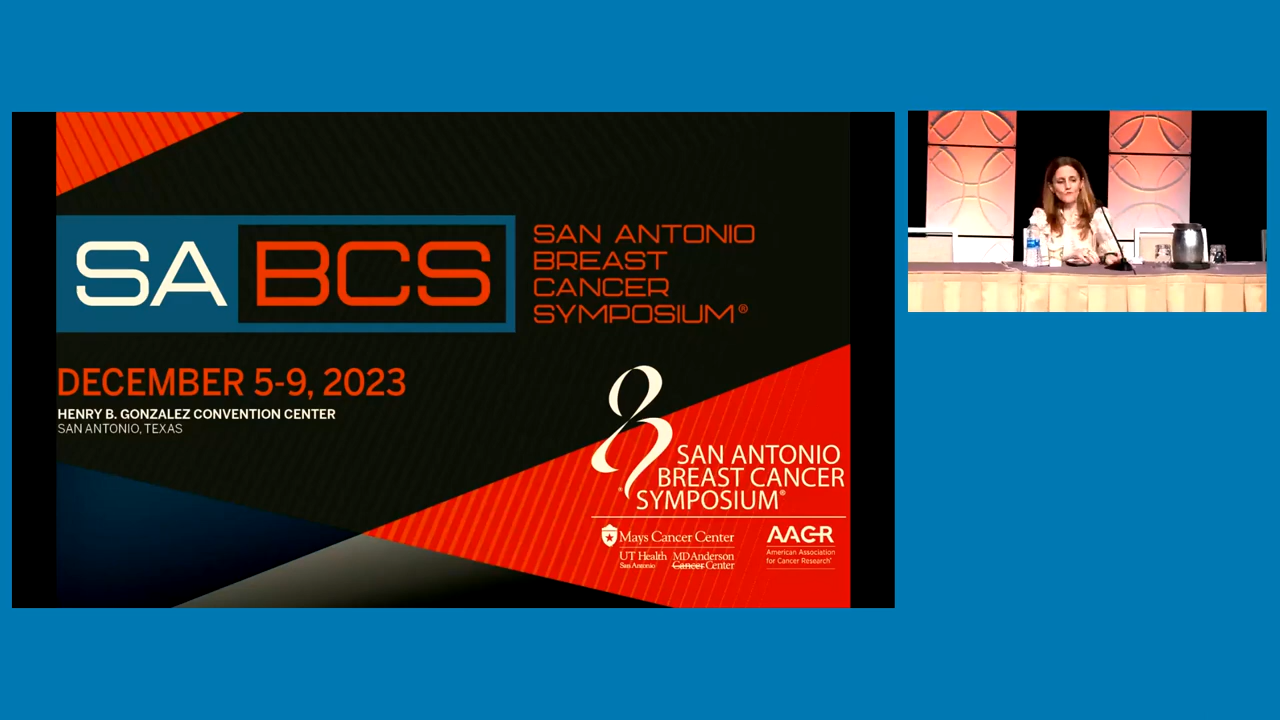 SA BCS
SAN ANTONIO
BREAST
CANCER
SYMPOSIUM®
DECEMBER 5-9, 2023
HENRY B. GONZALEZ CONVENTION CENTER
SAN ANTONIO, TEXAS
SAN ANTONIO
BREAST CANCER
SYMPOSIUM®
Mays Cancer Center
UT Health
San Antonio
MD Anderson
Cancer Center
AACR
American Association
for Cancer Research®